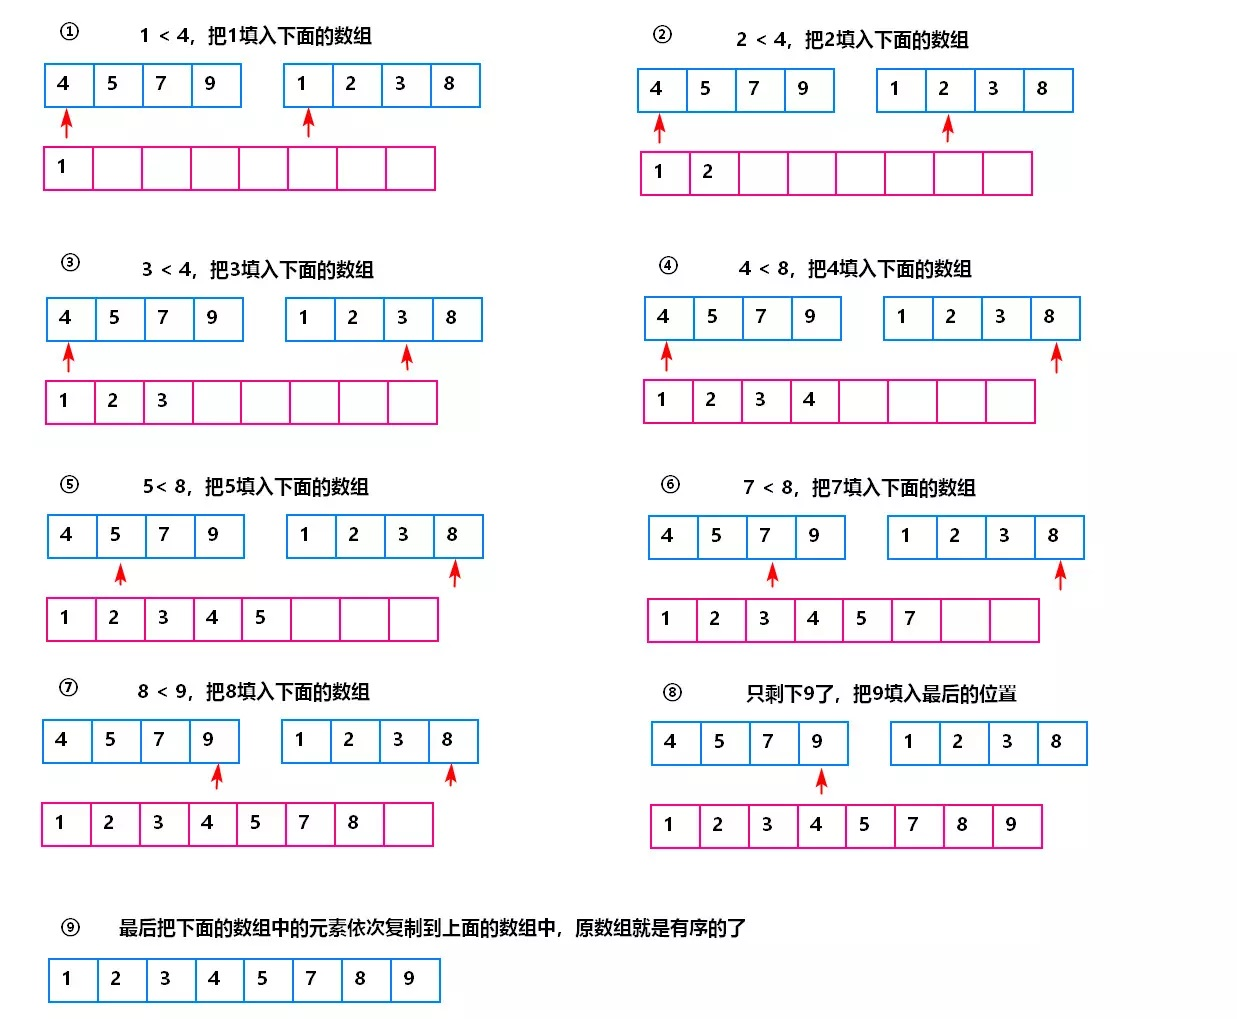 ① 1 < 4，把1填入下面的数组
4 5 7 9 1 2 3 8
1
② 2 < 4，把2填入下面的数组
4 5 7 9 1 2 3 8
1 2
③ 3 < 4，把3填入下面的数组
4 5 7 9 1 2 3 8
1 2 3
④ 4 < 8，把4填入下面的数组
4 5 7 9 1 2 3 8
1 2 3 4
⑤ 5< 8，把5填入下面的数组
4 5 7 9 1 2 3 8
1 2 3 4 5
⑥ 7 < 8，把7填入下面的数组
4 5 7 9 1 2 3 8
1 2 3 4 5 7
⑦ 8 < 9，把8填入下面的数组
4 5 7 9 1 2 3 8
1 2 3 4 5 7 8
⑧ 只剩下9了，把9填入最后的位置
4 5 7 9 1 2 3 8
1 2 3 4 5 7 8 9
⑨ 最后把下面的数组中的元素依次复制到上面的数组中，原数组就是有序的了
1 2 3 4 5 7 8 9